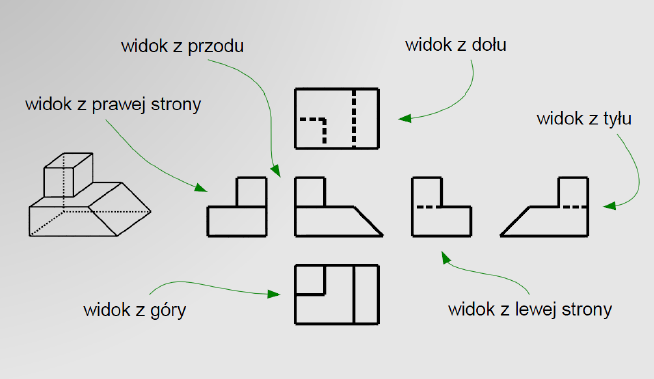 widok z przodu
widok z dołu
widok z prawej strony
widok z tyłu
widok z góry
widok z lewej strony